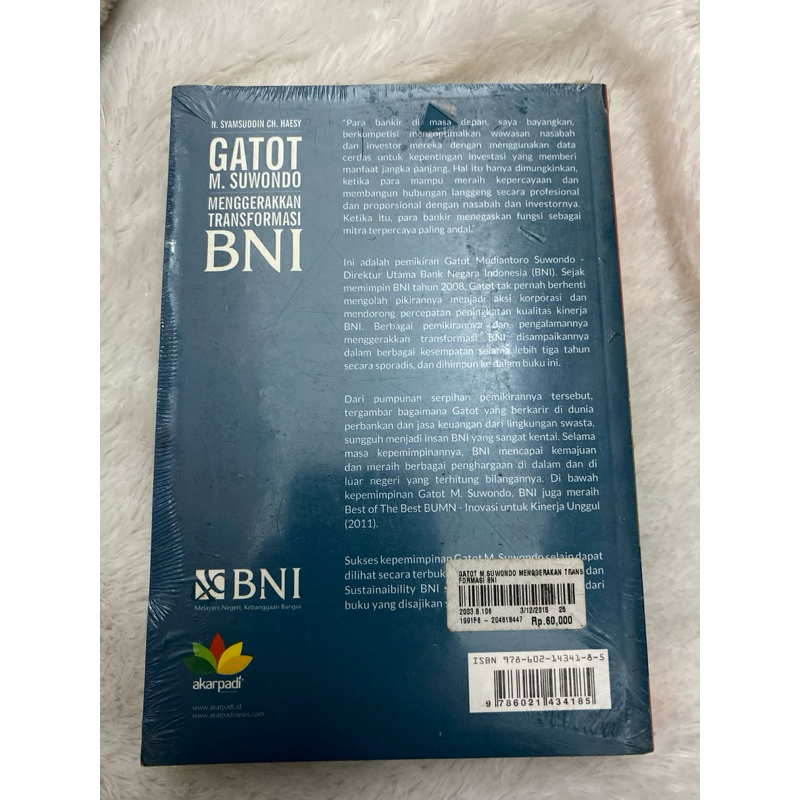 N. SYAMSUDDIN CH. HAESY
GATOT
M. SUWONDO
MENGGERAKKAN
TRANSFORMASI
BNI
"Para bankir di masa depan, saya bayangkan,
berkompetisi mengoptimalkan wawasan nasabah
dan investor mereka dengan menggunakan data
cerdas untuk kepentingan investasi yang memberi
manfaat jangka panjang. Hal itu hanya dimungkinkan,
ketika para mampu meraih kepercayaan dan
membangun hubungan langgeng secara profesional
dan proporsional dengan nasabah dan investornya.
Ketika itu, para bankir menegaskan fungsi sebagai
mitra terpercaya paling andal."
Ini adalah pemikiran Gatot Mudiantoro Suwondo -
Direktur Utama Bank Negara Indonesia (BNI). Sejak
memimpin BNI tahun 2008, Gatot tak pernah berhenti
mengolah pikirannya menjadi aksi korporasi dan
mendorong percepatan peningkatan kualitas kinerja
BNI. Berbagai pemikirannya dan pengalamannya
menggerakkan transformasi BNI disampaikannya
dalam berbagai kesempatan selama lebih tiga tahun
secara sporadis, dan dihimpun ke dalam buku ini.
Dari pumpunan serpihan pemikirannya tersebut,
tergambar bagaimana Gatot yang berkarir di dunia
perbankan dan jasa keuangan dari lingkungan swasta,
sungguh menjadi insan BNI yang sangat kental. Selama
masa kepemimpinannya, BNI mencapai kemajuan
dan meraih berbagai penghargaan di dalam dan di
luar negeri yang terhitung bilangannya. Di bawah
kepemimpinan Gatot M. Suwondo, BNI juga meraih
Best of The Best BUMN - Inovasi untuk Kinerja Unggul
(2011).
Sukses kepemimpinan Gatot M. Suwondo selain dapat
dilihat secara terbuk dan
Sustainaibility BNI dari
buku yang disajikan
GATOT M.SUWONDO MENGGERAKAN TRANS
FORMASI BNI
2003.8.106 3/12/2015 25
1991F6 - 204618447 Rp.60,000
BNI
Melayani Negeri, Kebanggaan Bangsa
akarpadi
www.akarpadi.id
www.akarpadinews.com
ISBN 978-602-14341-8-5
9 786021 434185